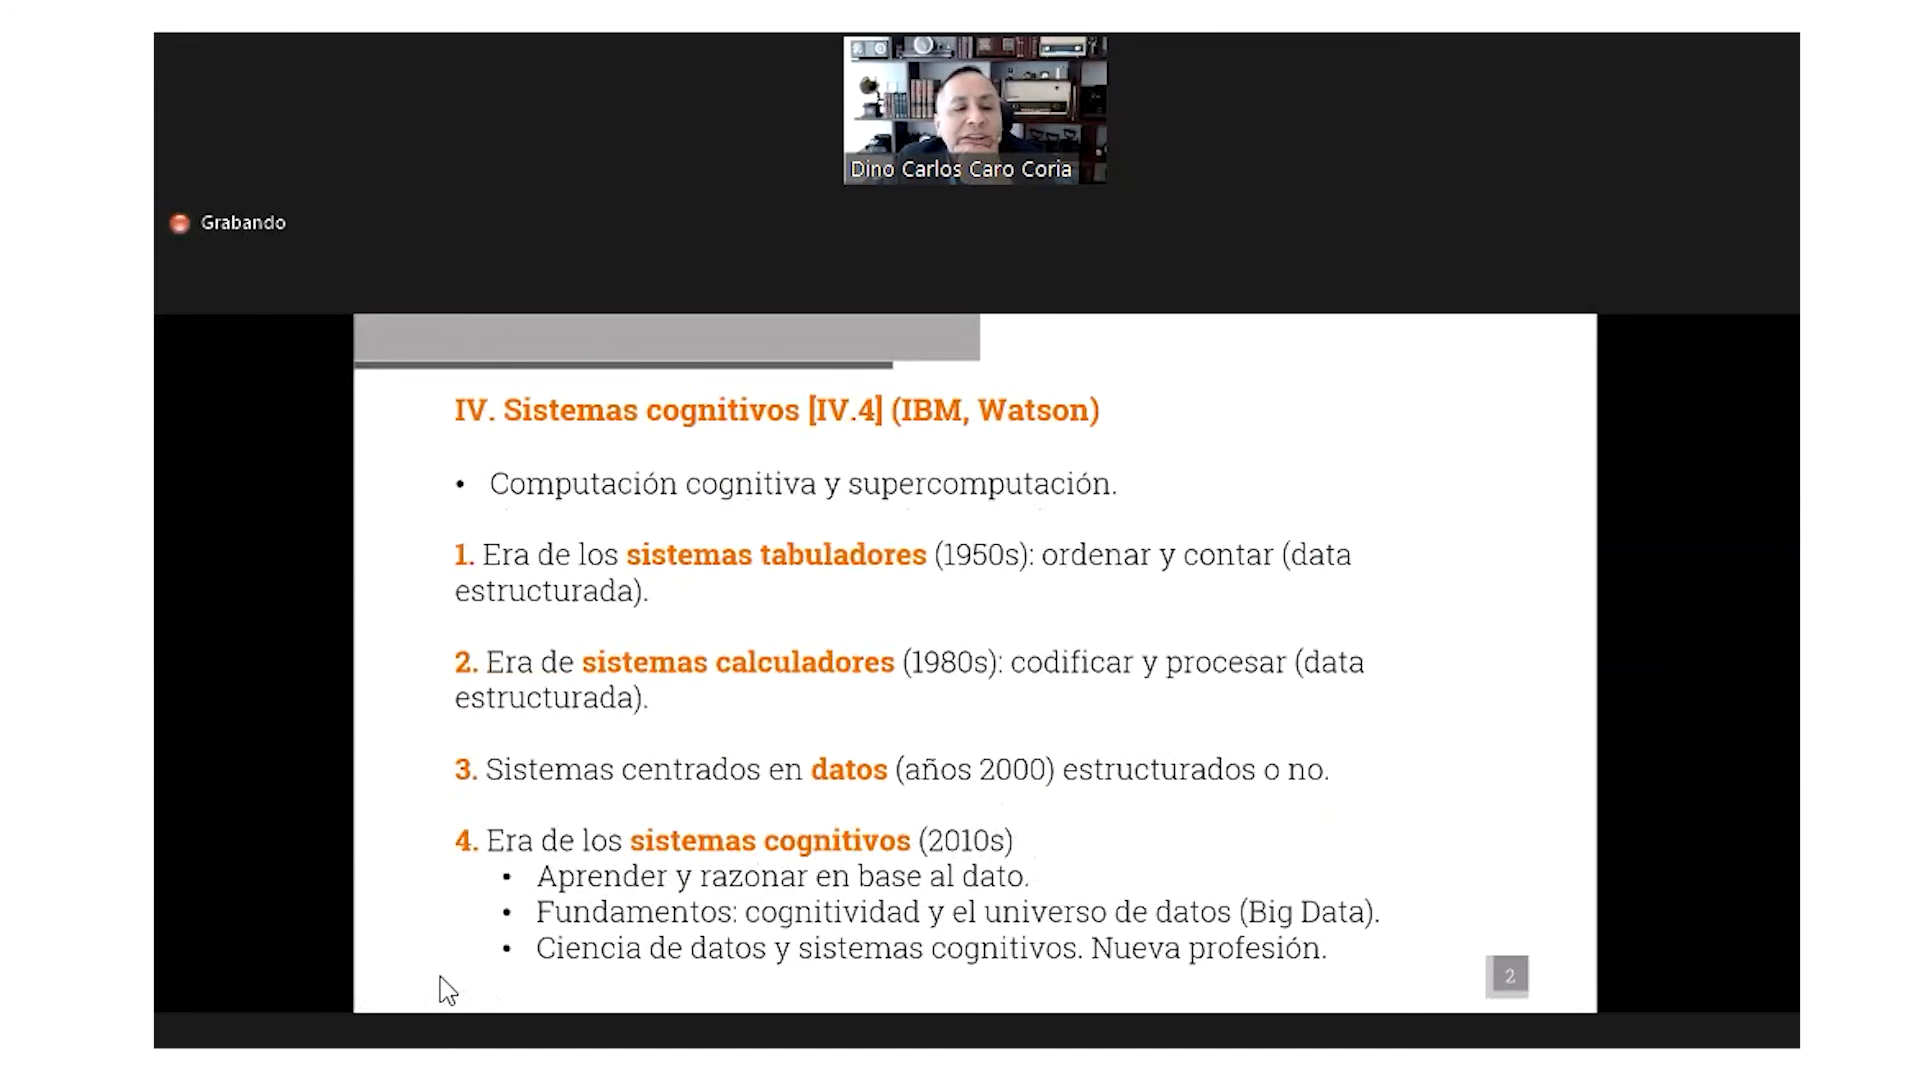 Dino Carlos Caro Coria
Grabando
IV. Sistemas cognitivos [IV.4] (IBM, Watson)
• Computación cognitiva y supercomputación.
1. Era de los sistemas tabuladores (1950s): ordenar y contar (data
estructurada).
2. Era de sistemas calculadores (1980s): codificar y procesar (data
estructurada).
3. Sistemas centrados en datos (años 2000) estructurados o no.
4. Era de los sistemas cognitivos (2010s)
• Aprender y razonar en base al dato.
• Fundamentos: cognitividad y el universo de datos (Big Data).
• Ciencia de datos y sistemas cognitivos. Nueva profesión.
2